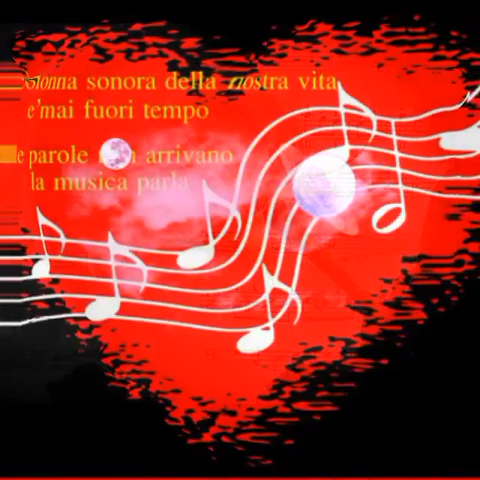 sonora della nostra vita
e'mai fuori tempo
le parole arrivano
la musica parla